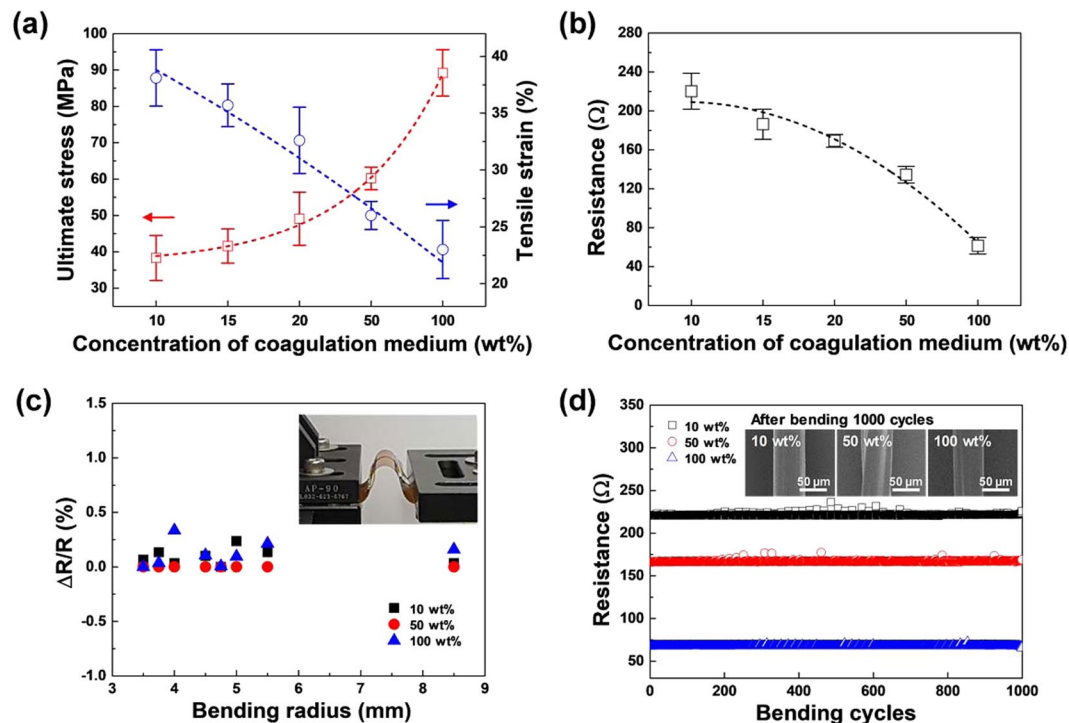 (a)
Ultimate stress (MPa)
100
90
80
70
60
50
40
30
40
35
30
25
20
Tensile strain (%)
10 15 20 50 100
Concentration of coagulation medium (wt%)
(b)
Resistance (Ω)
280
240
200
160
120
80
40
0
10 15 20 50 100
Concentration of coagulation medium (wt%)
(c)
ΔR/R (%)
1.5
1.0
0.5
0.0
-0.5
-1.0
AP-90
10 wt%
50 wt%
100 wt%
3 4 5 6 7 8 9
Bending radius (mm)
(d)
Resistance (Ω)
350
300
250
200
150
100
50
10 wt%
50 wt%
100 wt%
After bending 1000 cycles
10 wt% 50 wt% 100 wt%
50 μm 50 μm 50 μm
0 200 400 600 800 1000
Bending cycles